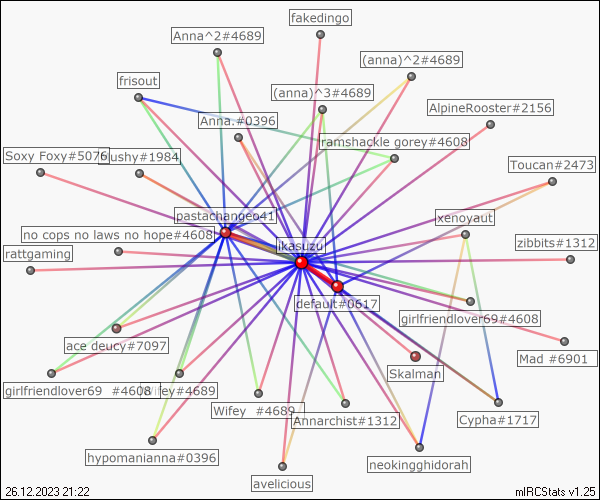 fakedingo
Anna^2#4689
(anna)^2#4689
frisout
(anna)^3#4689
AlpineRooster#2156
Anna.#0396
ramshackle gorey#4608
Soxy Foxy#5076
lushy#1984
Toucan#2473
pastachangeo41
xenoyaut
no cops no laws no hope#4608
ikasuzu
zibbits#1312
rattgaming
default#0617
girlfriendlover69#4608
ace deucy#7097
Mad #6901
Skalman
girlfriendlover69 #4608
Wifey#4689
Wifey #4689
Annarchist#1312
Cypha#1717
hypomanianna#0396
neokingghidorah
avelicious
26.12.2023 21:22
mIRCStats v1.25